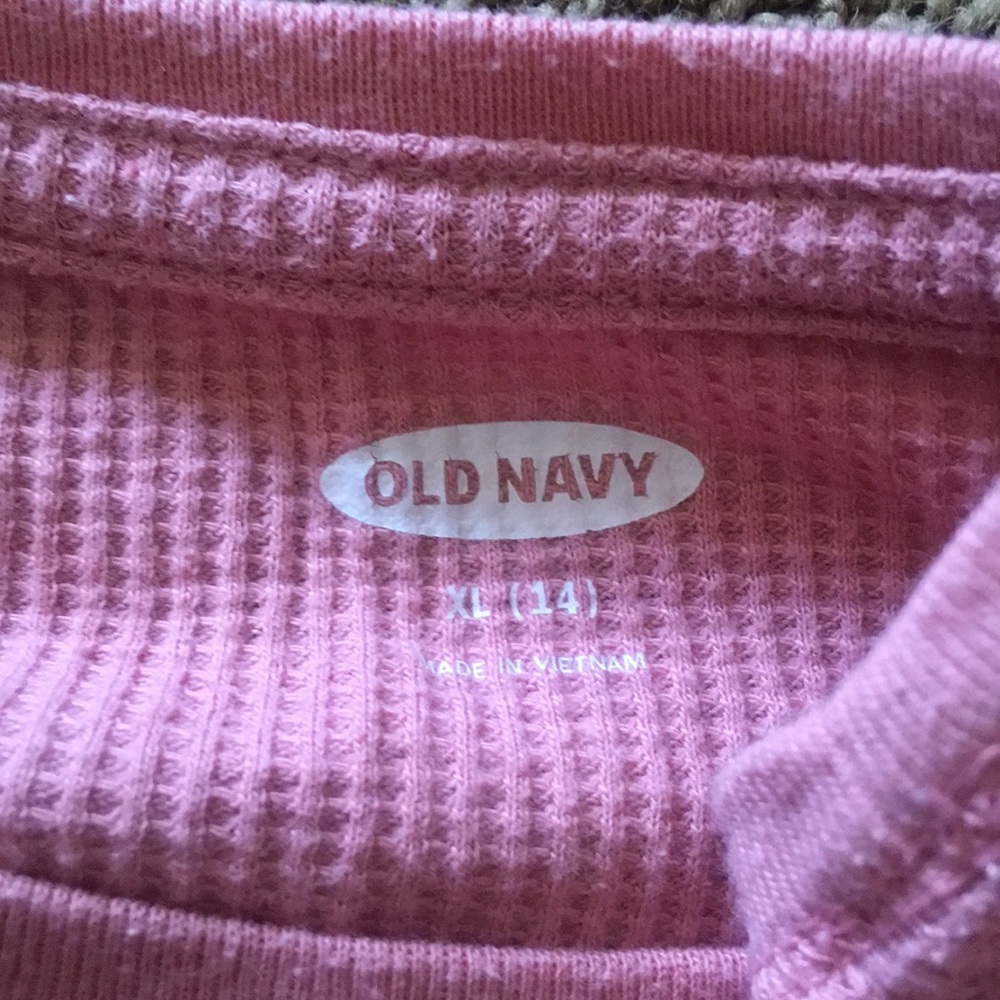 OLD NAVY
XL (14)
MADE IN VIETNAM